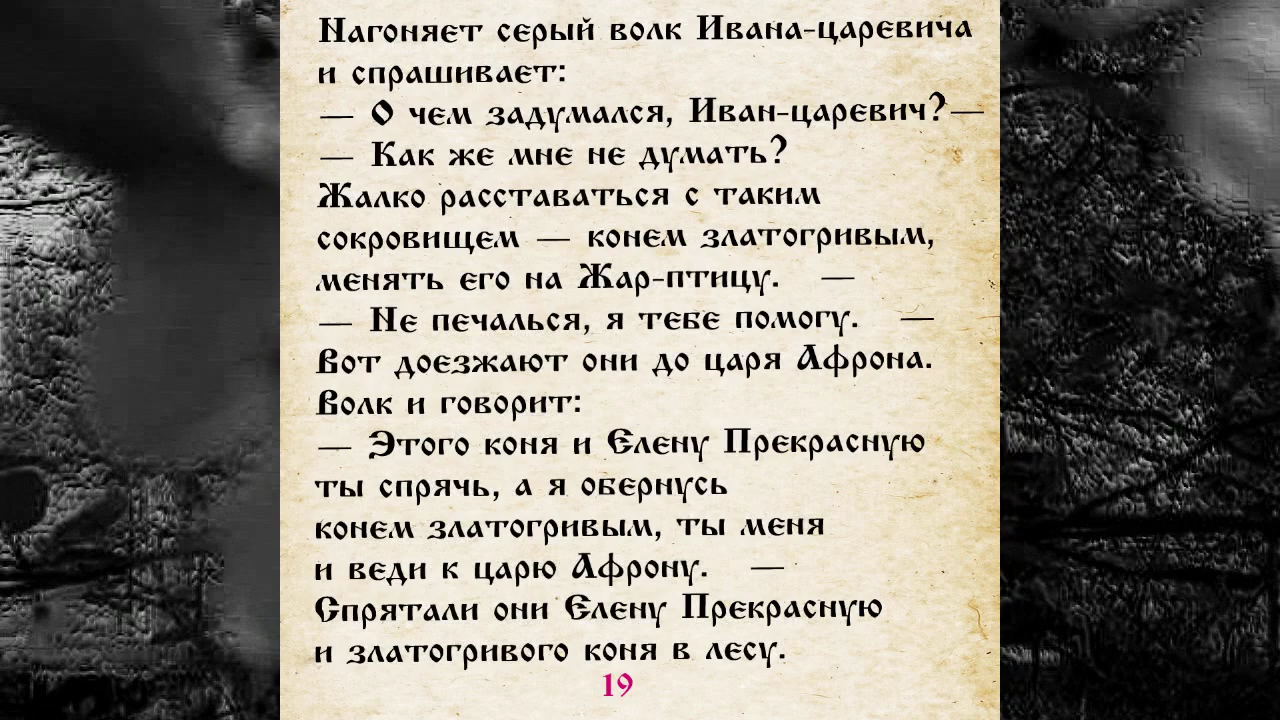 Нагоняет серый волк Ивана-царевича
и спрашивает:
— О чем задумался, Иван-царевич?—
— Как же мне не думать?
Жалко расставаться с таким
сокровищем — конем златогривым,
менять его на Жар-птицу. —
— Не печалься, я тебе помогу. —
Вот доезжают они до царя Афрона.
Волк и говорит:
— Этого коня и Елену Прекрасную
ты спрячь, а я обернусь
конем златогривым, ты меня
и веди к царю Афрону. —
Спрятали они Елену Прекрасную
и златогривого коня в лесу.
19